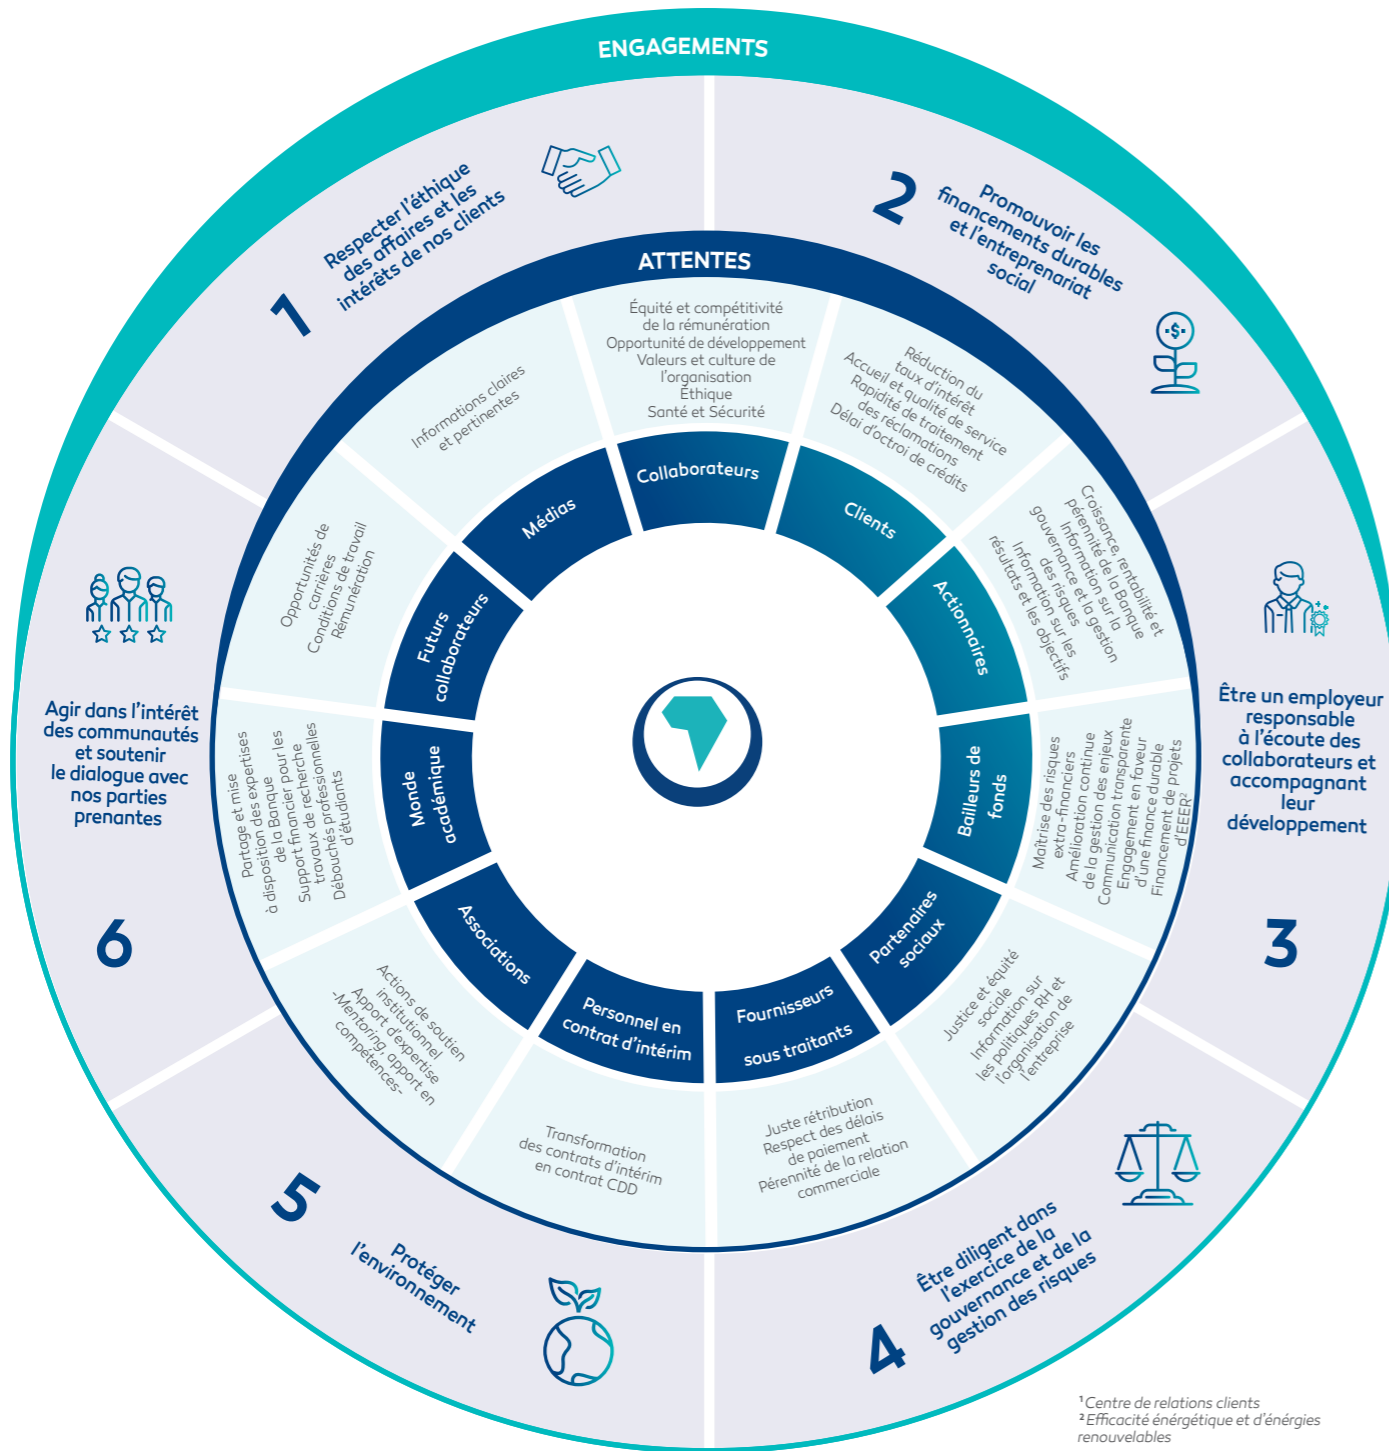 ENGAGEMENTS
1
Respecter l'éthique
des affaires et les
intérêts de nos clients
2
Promouvoir les
financements durables
et l'entreprenariat
social
3
Être un employeur
responsable
à l'écoute des
collaborateurs et
accompagnant
leur
développement
4
Être diligent dans
l'exercice de la
gouvernance et de la
gestion des risques
5
Protéger
l'environnement
6
Agir dans l'intérêt
des communautés
et soutenir
le dialogue avec
nos parties
prenantes
ATTENTES
Équité et compétitivité
de la rémunération
Opportunité de développement
Valeurs et culture de
l'organisation
Éthique
Santé et Sécurité
Collaborateurs
Réduction du
taux d'intérêt
Accueil et qualité de service
Rapidité de traitement
des réclamations
Délai d'octroi de crédits
Clients
Croissance, rentabilité et
pérennité de la Banque
Information sur la
gouvernance et la gestion
des risques
Information sur les
résultats et les objectifs
Actionnaires
Maîtrise des risques
extra-financiers
Amélioration continue
de la gestion des enjeux
Communication transparente
Engagement en faveur
d'une finance durable
Financement de projets
d'EEER²
Bailleurs de
fonds
Justice et équité
sociale
Information sur
les politiques RH et
l'organisation de
l'entreprise
Partenaires
sociaux
Juste rétribution
Respect des délais
de paiement
Pérennité de la relation
commerciale
Fournisseurs
sous traitants
Transformation
des contrats d'intérim
en contrat CDD
Personnel en
contrat d'intérim
Actions de soutien
institutionnel
Apport d'expertise
-Mentoring, apport en
compétences-
Associations
Partage et mise
à disposition des expertises
de la Banque
Support financier pour les
travaux de recherche
Débouchés professionnelles
d'étudiants
Monde
académique
Opportunités de
carrières
Conditions de travail
Rémunération
Futurs
collaborateurs
Informations claires
et pertinentes
Médias
¹ Centre de relations clients
² Efficacité énérgétique et d'énérgies
renouvelables